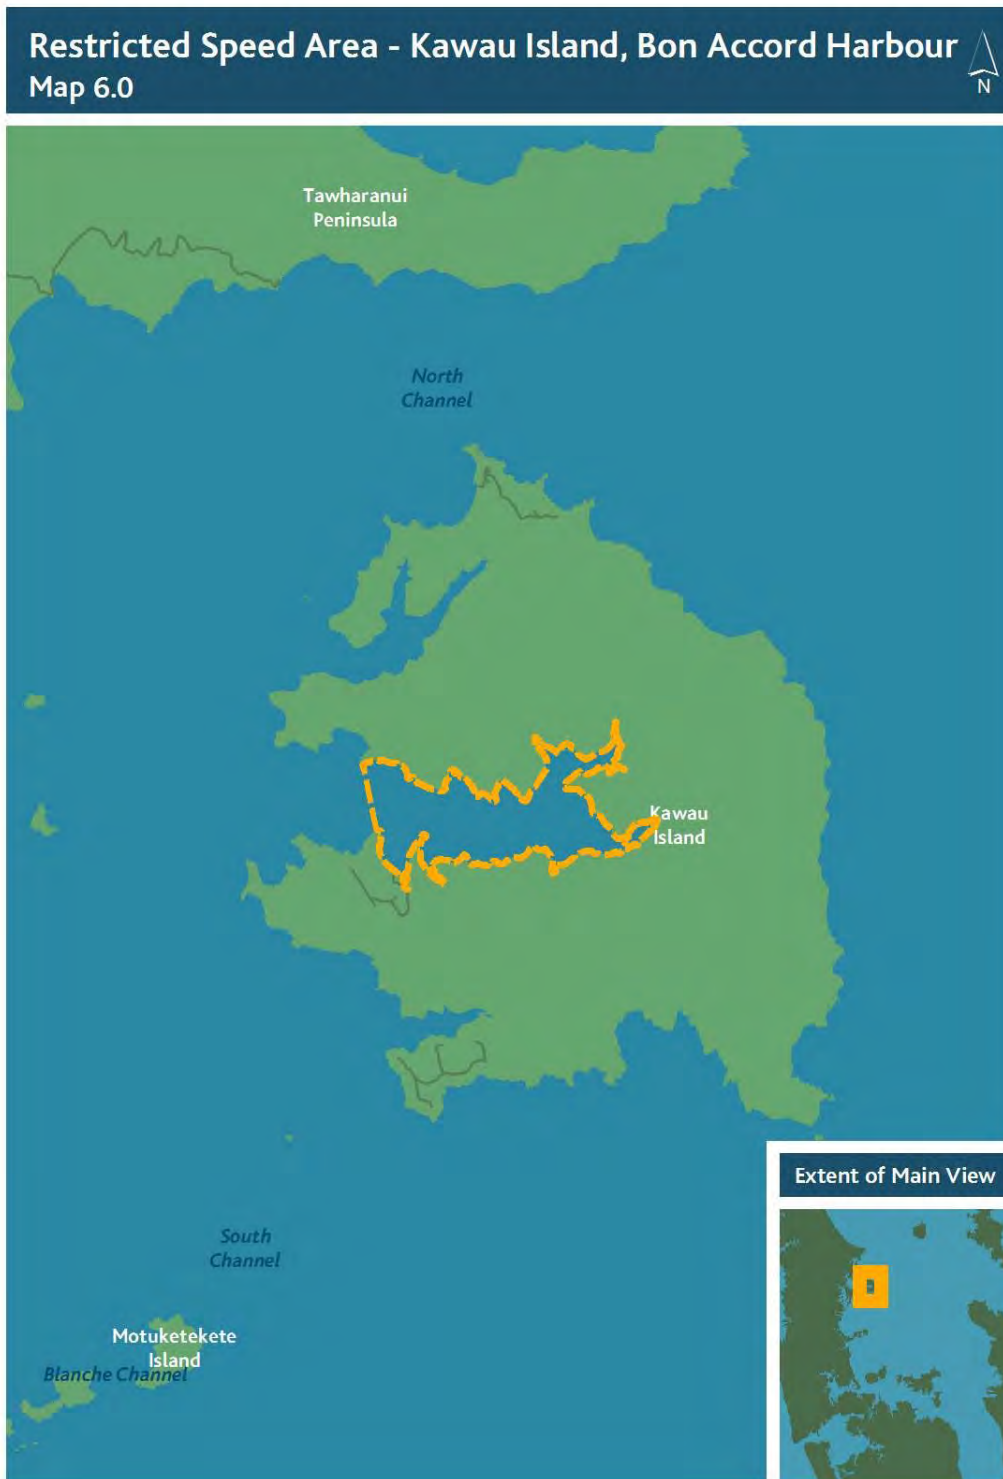 Restricted Speed Area - Kawau Island, Bon Accord Harbour
Map 6.0
N
Tawharanui
Peninsula
North
Channel
Kawau
Island
Extent of Main View
South
Channel
Motuketekete
Island
Blanche Channel